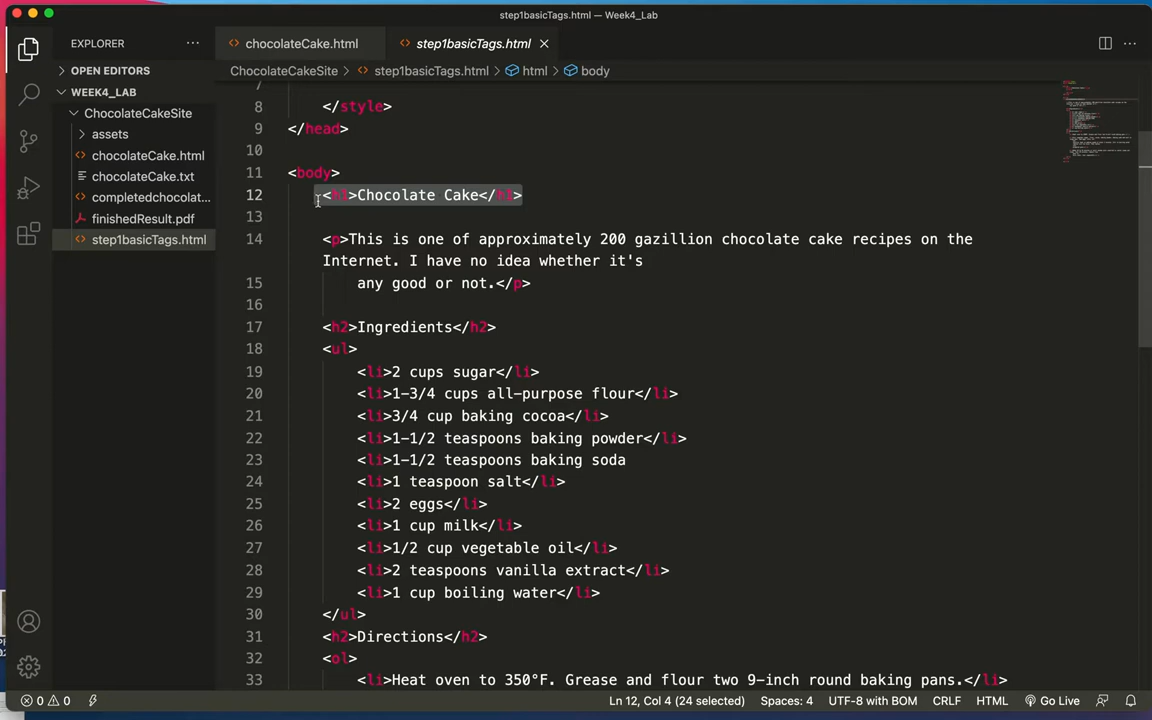 step1basicTags.html — Week4_Lab
EXPLORER
chocolateCake.html
step1basicTags.html
OPEN EDITORS
ChocolateCakeSite > step1basicTags.html > html > body
WEEK4_LAB
ChocolateCakeSite
assets
chocolateCake.html
chocolateCake.txt
completedchocolat...
finishedResult.pdf
step1basicTags.html
7
8 </style>
9 </head>
10
11 <body>
12 <h1>Chocolate Cake</h1>
13
14 <p>This is one of approximately 200 gazillion chocolate cake recipes on the
Internet. I have no idea whether it's
15 any good or not.</p>
16
17 <h2>Ingredients</h2>
18 <ul>
19 <li>2 cups sugar</li>
20 <li>1-3/4 cups all-purpose flour</li>
21 <li>3/4 cup baking cocoa</li>
22 <li>1-1/2 teaspoons baking powder</li>
23 <li>1-1/2 teaspoons baking soda
24 <li>1 teaspoon salt</li>
25 <li>2 eggs</li>
26 <li>1 cup milk</li>
27 <li>1/2 cup vegetable oil</li>
28 <li>2 teaspoons vanilla extract</li>
29 <li>1 cup boiling water</li>
30 </ul>
31 <h2>Directions</h2>
32 <ol>
33 <li>Heat oven to 350°F. Grease and flour two 9-inch round baking pans.</li>
0 0
Ln 12, Col 4 (24 selected) Spaces: 4 UTF-8 with BOM CRLF HTML Go Live